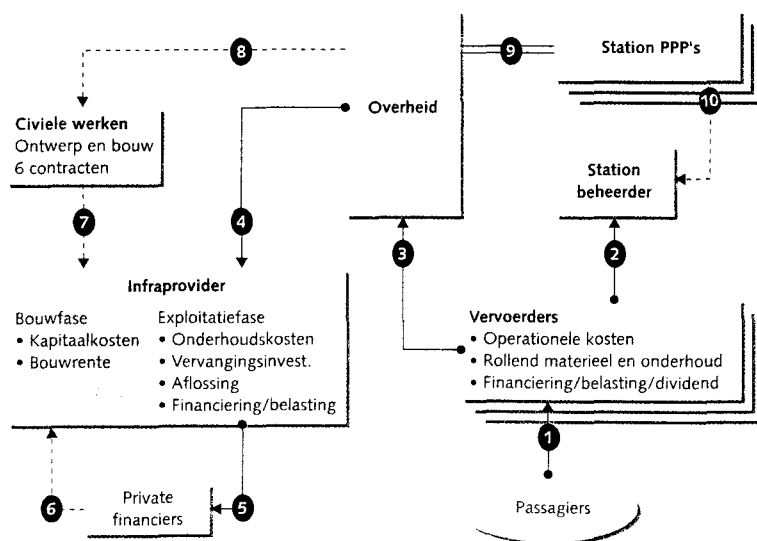 8
9
Station PPP's
10
Overheid
Civiele werken
Ontwerp en bouw
6 contracten
Station
beheerder
7
4
3
2
Infraprovider
Bouwfase
• Kapitaalkosten
• Bouwrente
Exploitatiefase
• Onderhoudskosten
• Vervangingsinvest.
• Aflossing
• Financiering/belasting
Vervoerders
• Operationele kosten
• Rollend materieel en onderhoud
• Financiering/belasting/dividend
1
6
Private
financiers
5
Passagiers